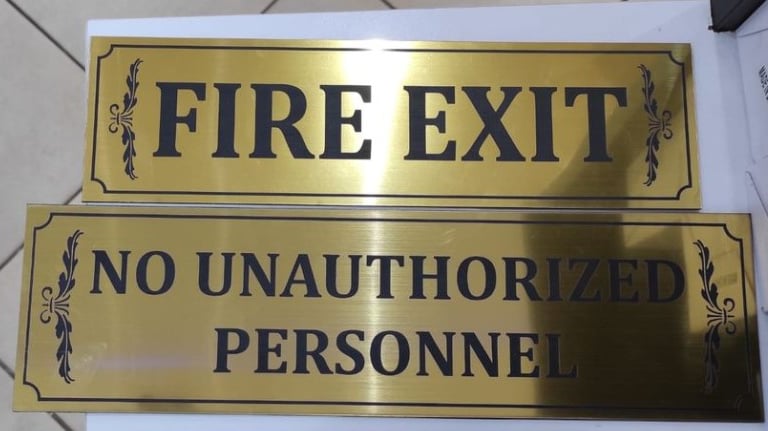 FIRE EXIT
NO UNAUTHORIZED
PERSONNEL